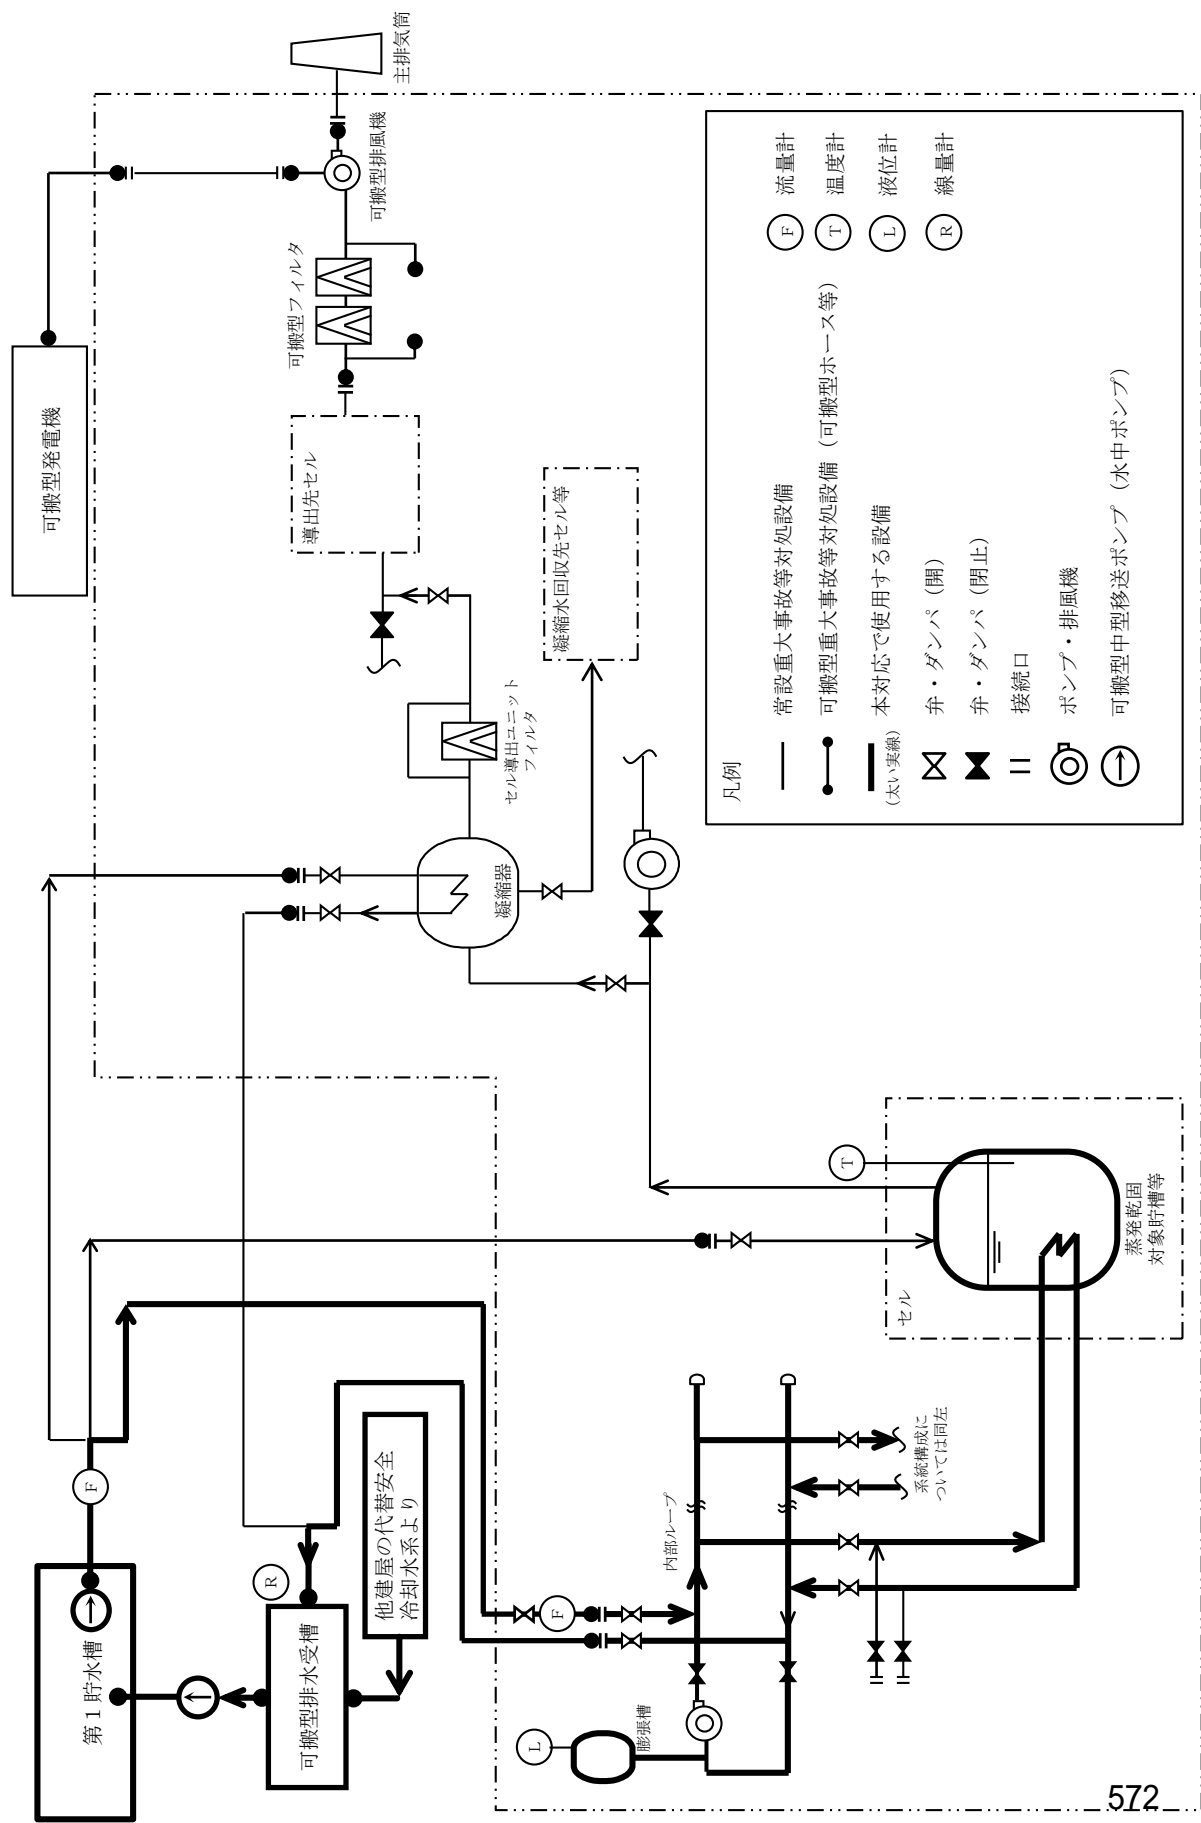 主排気筒
可搬型排風機
可搬型フィルタ
可搬型発電機
導出先セル
凝縮水回収先セル等
セル導出ユニット
フィルタ
凝縮器
T
セル
蒸発乾固
対象貯槽等
F
第１貯水槽
R
可搬型排水受槽
他建屋の代替安全
冷却水系より
F
内部ループ
系統構成に
ついては同左
L
膨張槽
凡例
常設重大事故等対処設備
可搬型重大事故等対処設備（可搬型ホース等）
本対応で使用する設備
(太い実線)
弁・ダンパ（開）
弁・ダンパ（閉止）
接続口
ポンプ・排風機
可搬型中型移送ポンプ（水中ポンプ）
F 流量計
T 温度計
L 液位計
R 線量計
572